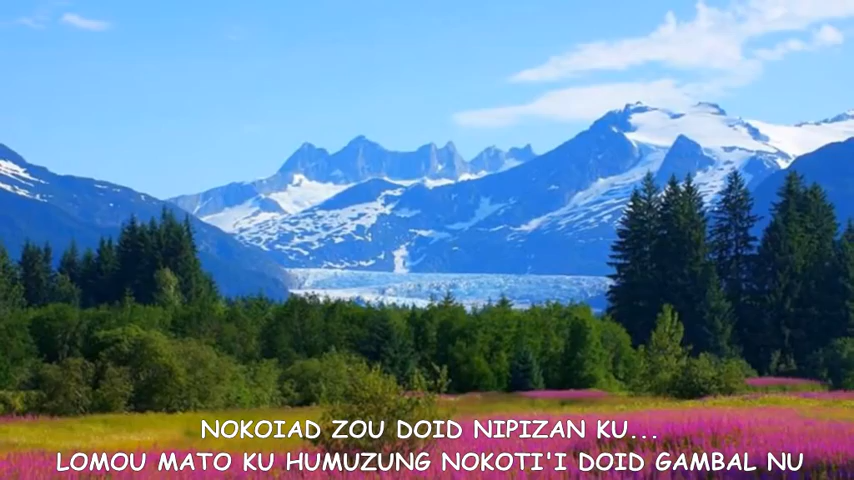 NOKOIAD ZOU DOID NIPIZAN KU...
LOMOU MATO KU HUMUZUNG NOKOTI'I DOID GAMBAL NU